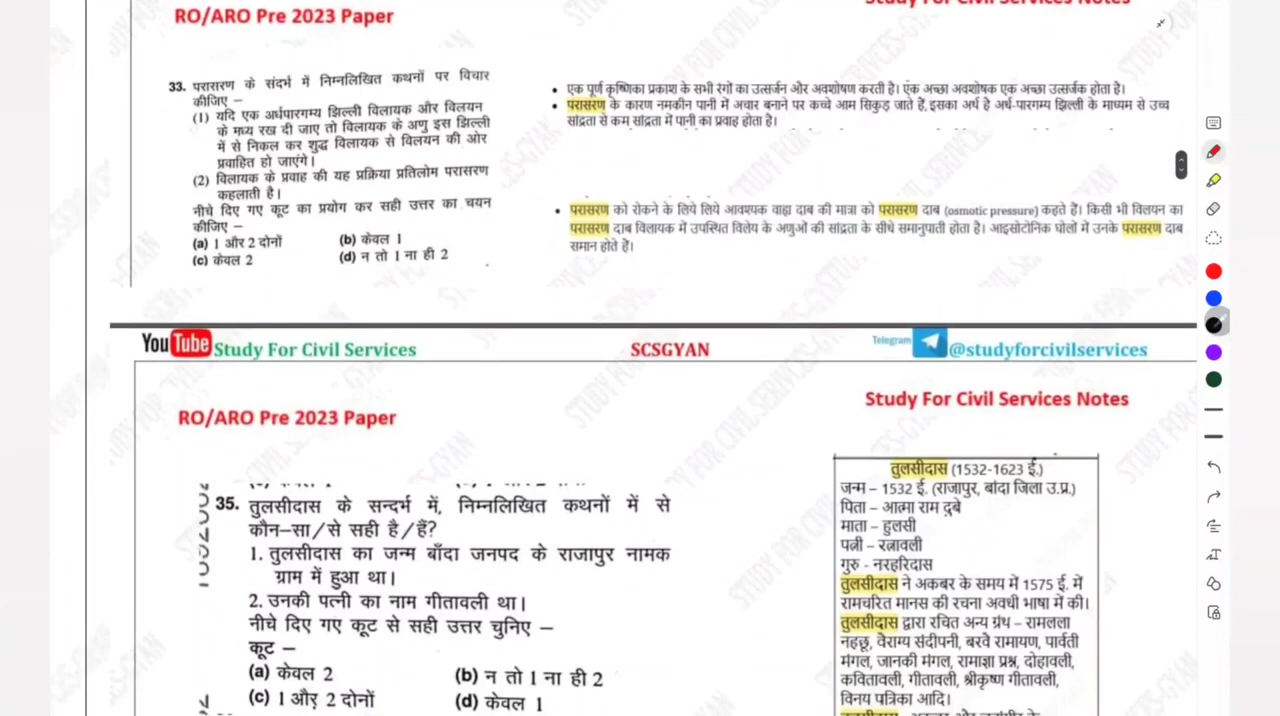 Study For Civil Services Notes
RO/ARO Pre 2023 Paper
33. परासरण के संदर्भ में निम्नलिखित कथनों पर विचार
कीजिए –
(1) यदि एक अर्धपारगम्य झिल्ली विलायक और विलयन
के मध्य रख दी जाए तो विलायक के अणु इस झिल्ली
में से निकल कर शुद्ध विलायक से विलयन की ओर
प्रवाहित हो जाएंगे।
(2) विलायक के प्रवाह की यह प्रक्रिया प्रतिलोम परासरण
कहलाती है।
नीचे दिए गए कूट का प्रयोग कर सही उत्तर का चयन
कीजिए –
(a) 1 और 2 दोनों (b) केवल 1
(c) केवल 2 (d) न तो 1 ना ही 2
• एक पूर्ण कृष्णिका प्रकाश के सभी रंगों का उत्सर्जन और अवशोषण करती है। एक अच्छा अवशोषक एक अच्छा उत्सर्जक होता है।
• परासरण के कारण नमकीन पानी में अचार बनाने पर कच्चे आम सिकुड़ जाते हैं, इसका अर्थ है अर्ध-पारगम्य झिल्ली के माध्यम से उच्च
सांद्रता से कम सांद्रता में पानी का प्रवाह होता है।
• परासरण को रोकने के लिये लिये आवश्यक वाह्य दाब की मात्रा को परासरण दाब (osmotic pressure) कहते हैं। किसी भी विलयन का
परासरण दाब विलायक में उपस्थित विलेय के अणुओं की सांद्रता के सीधे समानुपाती होता है। आइसोटोनिक घोलों में उनके परासरण दाब
समान होते हैं।
YouTube Study For Civil Services
SCSGYAN
Telegram @studyforcivilservices
RO/ARO Pre 2023 Paper
Study For Civil Services Notes
35. तुलसीदास के सन्दर्भ में, निम्नलिखित कथनों में से
कौन–सा/से सही है/हैं?
1. तुलसीदास का जन्म बाँदा जनपद के राजापुर नामक
ग्राम में हुआ था।
2. उनकी पत्नी का नाम गीतावली था।
नीचे दिए गए कूट से सही उत्तर चुनिए –
कूट –
(a) केवल 2 (b) न तो 1 ना ही 2
(c) 1 और 2 दोनों (d) केवल 1
तुलसीदास (1532-1623 ई.)
जन्म – 1532 ई. (राजापुर, बांदा जिला उ.प्र.)
पिता – आत्मा राम दुबे
माता – हुलसी
पत्नी – रत्नावली
गुरु - नरहरिदास
तुलसीदास ने अकबर के समय में 1575 ई. में
रामचरित मानस की रचना अवधी भाषा में की।
तुलसीदास द्वारा रचित अन्य ग्रंथ – रामलला
नहछू, वैराग्य संदीपनी, बरवै रामायण, पार्वती
मंगल, जानकी मंगल, रामाज्ञा प्रश्न, दोहावली,
कवितावली, गीतावली, श्रीकृष्ण गीतावली,
विनय पत्रिका आदि।